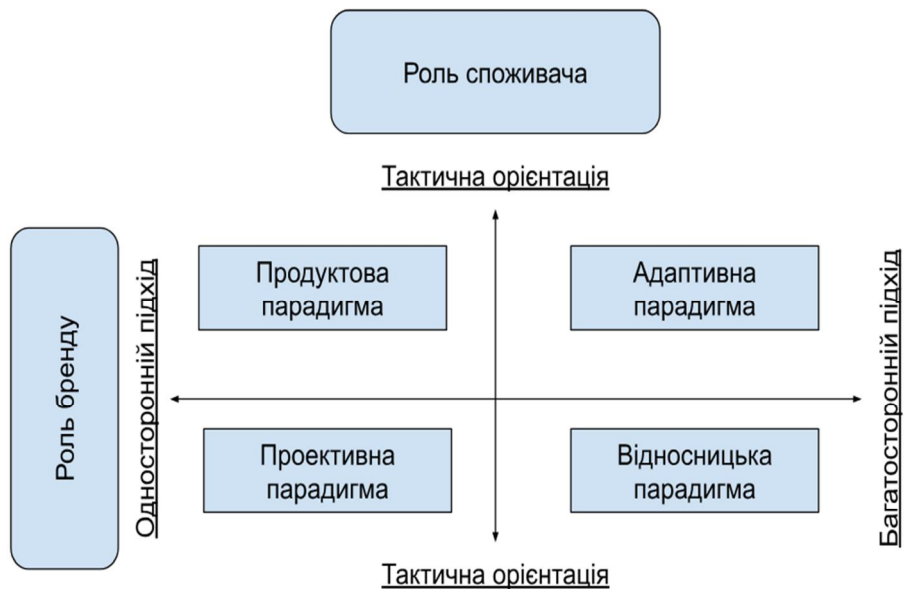 Роль споживача
Тактична орієнтація
Роль бренду
Односторонній підхід
Продуктова
парадигма
Адаптивна
парадигма
Багатосторонній підхід
Проективна
парадигма
Відносницька
парадигма
Тактична орієнтація